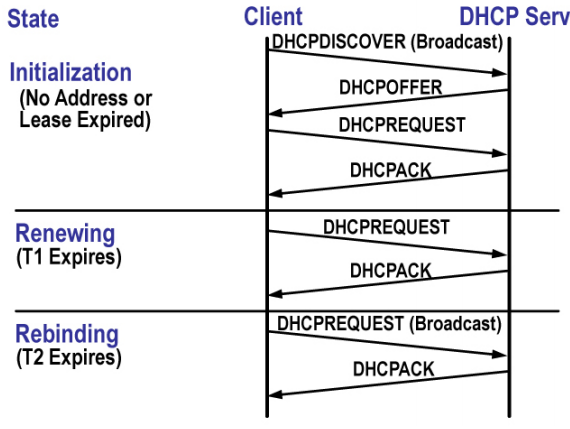 State Client DHCP Serv
DHCPDISCOVER (Broadcast)
Initialization
(No Address or
Lease Expired)
DHCPOFFER
DHCPREQUEST
DHCPACK
Renewing
(T1 Expires)
DHCPREQUEST
DHCPACK
Rebinding
(T2 Expires)
DHCPREQUEST (Broadcast)
DHCPACK